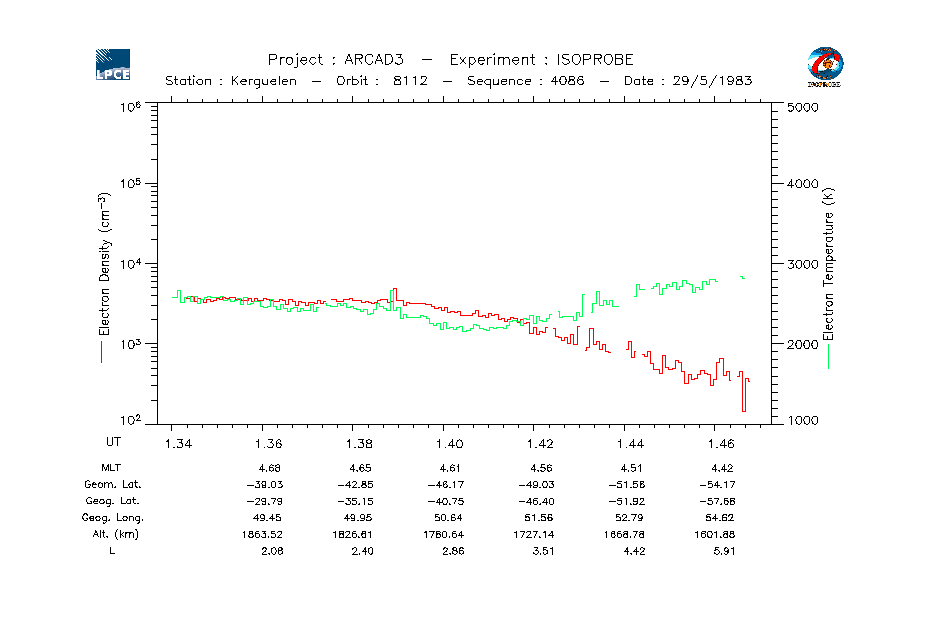 LPCE
Project : ARCAD3 — Experiment : ISOPROBE
Station : Kerguelen — Orbit : 8112 — Sequence : 4086 — Date : 29/5/1983
ISOPROBE
10⁶
10⁵
10⁴
10³
10²
Electron Density (cm⁻³)
5000
4000
3000
2000
1000
Electron Temperature (K)
UT 1.34 1.36 1.38 1.40 1.42 1.44 1.46
MLT 4.68 4.65 4.61 4.56 4.51 4.42
Geom. Lat. −39.03 −42.85 −46.17 −49.03 −51.58 −54.17
Geog. Lat. −29.79 −35.15 −40.75 −46.40 −51.92 −57.68
Geog. Long. 49.45 49.95 50.64 51.56 52.79 54.62
Alt. (km) 1863.52 1826.81 1780.64 1727.14 1668.78 1601.88
L 2.08 2.40 2.86 3.51 4.42 5.91